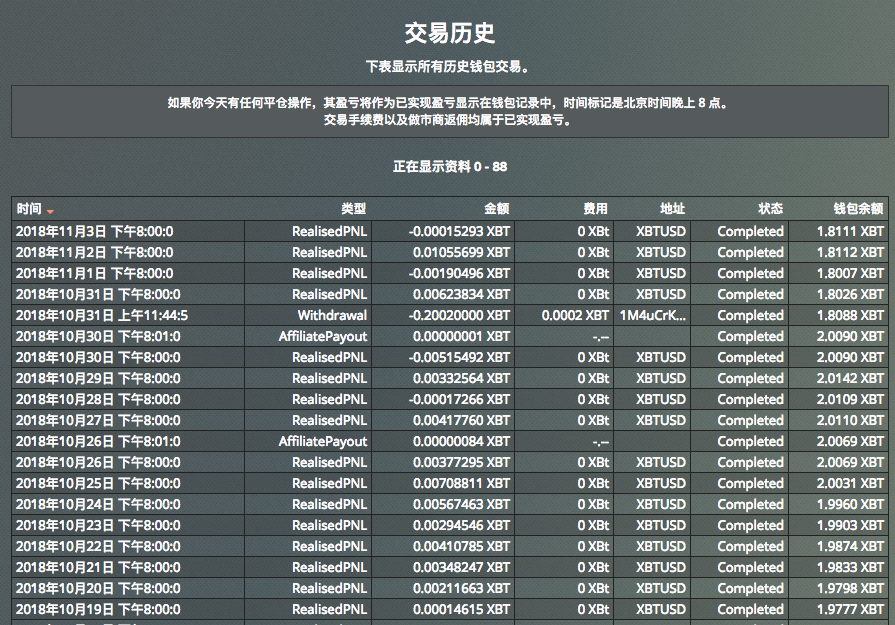 交易历史
下表显示所有历史钱包交易。
如果你今天有任何平仓操作，其盈亏将作为已实现盈亏显示在钱包记录中，时间标记是北京时间晚上 8 点。
交易手续费以及做市商返佣均属于已实现盈亏。
正在显示资料 0 - 88
时间 类型 金额 费用 地址 状态 钱包余额
2018年11月3日 下午8:00:0 RealisedPNL -0.00015293 XBT 0 XBt XBTUSD Completed 1.8111 XBT
2018年11月2日 下午8:00:0 RealisedPNL 0.01055699 XBT 0 XBt XBTUSD Completed 1.8112 XBT
2018年11月1日 下午8:00:0 RealisedPNL -0.00190496 XBT 0 XBt XBTUSD Completed 1.8007 XBT
2018年10月31日 下午8:00:0 RealisedPNL 0.00623834 XBT 0 XBt XBTUSD Completed 1.8026 XBT
2018年10月31日 上午11:44:5 Withdrawal -0.20020000 XBT 0.0002 XBT 1M4uCrK... Completed 1.8088 XBT
2018年10月30日 下午8:01:0 AffiliatePayout 0.00000001 XBT -.-- Completed 2.0090 XBT
2018年10月30日 下午8:00:0 RealisedPNL -0.00515492 XBT 0 XBt XBTUSD Completed 2.0090 XBT
2018年10月29日 下午8:00:0 RealisedPNL 0.00332564 XBT 0 XBt XBTUSD Completed 2.0142 XBT
2018年10月28日 下午8:00:0 RealisedPNL -0.00017266 XBT 0 XBt XBTUSD Completed 2.0109 XBT
2018年10月27日 下午8:00:0 RealisedPNL 0.00417760 XBT 0 XBt XBTUSD Completed 2.0110 XBT
2018年10月26日 下午8:01:0 AffiliatePayout 0.00000084 XBT -.-- Completed 2.0069 XBT
2018年10月26日 下午8:00:0 RealisedPNL 0.00377295 XBT 0 XBt XBTUSD Completed 2.0069 XBT
2018年10月25日 下午8:00:0 RealisedPNL 0.00708811 XBT 0 XBt XBTUSD Completed 2.0031 XBT
2018年10月24日 下午8:00:0 RealisedPNL 0.00567463 XBT 0 XBt XBTUSD Completed 1.9960 XBT
2018年10月23日 下午8:00:0 RealisedPNL 0.00294546 XBT 0 XBt XBTUSD Completed 1.9903 XBT
2018年10月22日 下午8:00:0 RealisedPNL 0.00410785 XBT 0 XBt XBTUSD Completed 1.9874 XBT
2018年10月21日 下午8:00:0 RealisedPNL 0.00348247 XBT 0 XBt XBTUSD Completed 1.9833 XBT
2018年10月20日 下午8:00:0 RealisedPNL 0.00211663 XBT 0 XBt XBTUSD Completed 1.9798 XBT
2018年10月19日 下午8:00:0 RealisedPNL 0.00014615 XBT 0 XBt XBTUSD Completed 1.9777 XBT